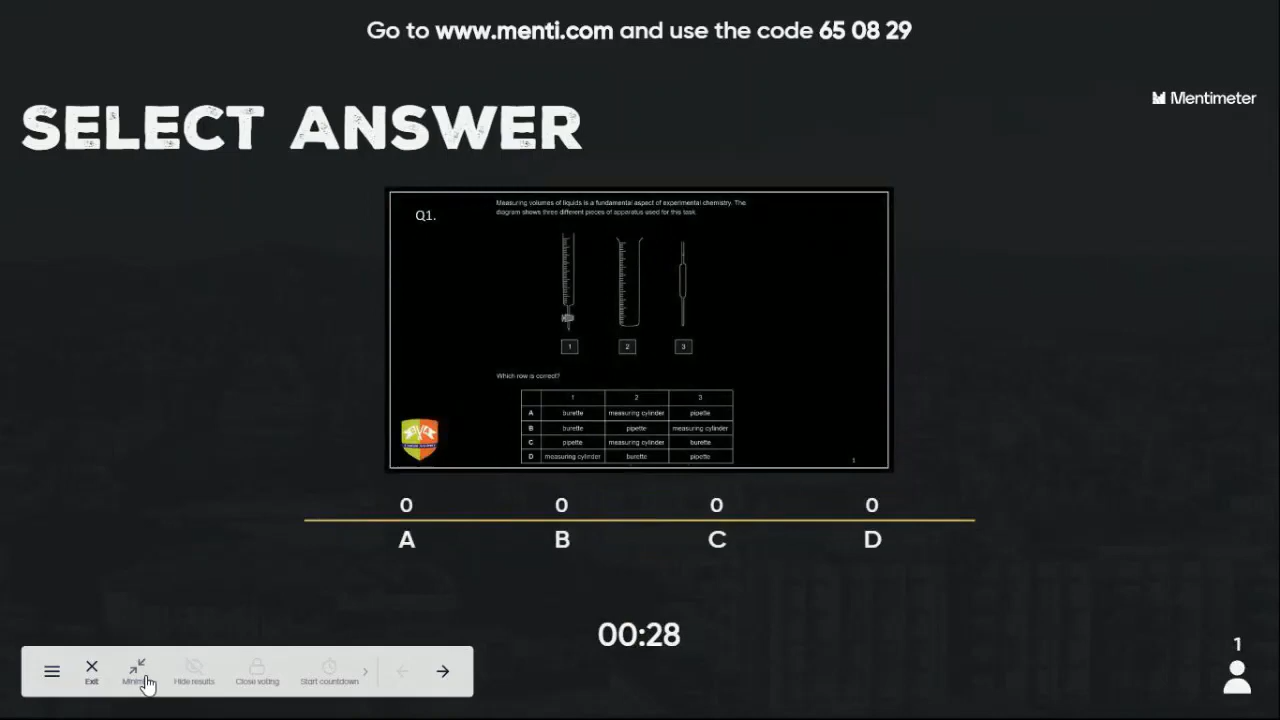 Go to www.menti.com and use the code 65 08 29
Mentimeter
SELECT ANSWER
Q1.
Measuring volumes of liquids is a fundamental aspect of experimental chemistry. The
diagram shows three different pieces of apparatus used for this task
1 2 3
Which row is correct?
1 2 3
A burette measuring cylinder pipette
B burette pipette measuring cylinder
C pipette measuring cylinder burette
D measuring cylinder burette pipette
1
0 0 0 0
A B C D
00:28
1
Exit Hide results Close voting Start countdown